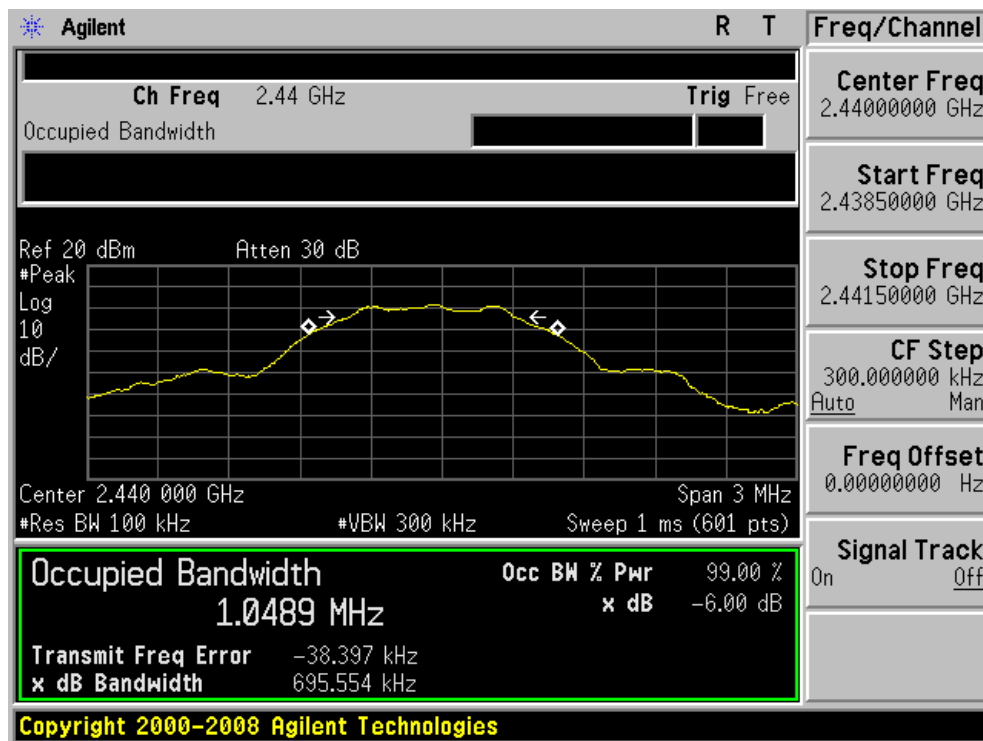 Agilent R T
Ch Freq 2.44 GHz Trig Free
Occupied Bandwidth
Ref 20 dBm Atten 30 dB
#Peak
Log
10
dB/
Center 2.440 000 GHz Span 3 MHz
#Res BW 100 kHz #VBW 300 kHz Sweep 1 ms (601 pts)
Occupied Bandwidth Occ BW % Pwr 99.00 %
1.0489 MHz x dB -6.00 dB
Transmit Freq Error -38.397 kHz
x dB Bandwidth 695.554 kHz
Copyright 2000-2008 Agilent Technologies
Freq/Channel
Center Freq
2.44000000 GHz
Start Freq
2.43850000 GHz
Stop Freq
2.44150000 GHz
CF Step
300.000000 kHz
Auto Man
Freq Offset
0.00000000 Hz
Signal Track
On Off